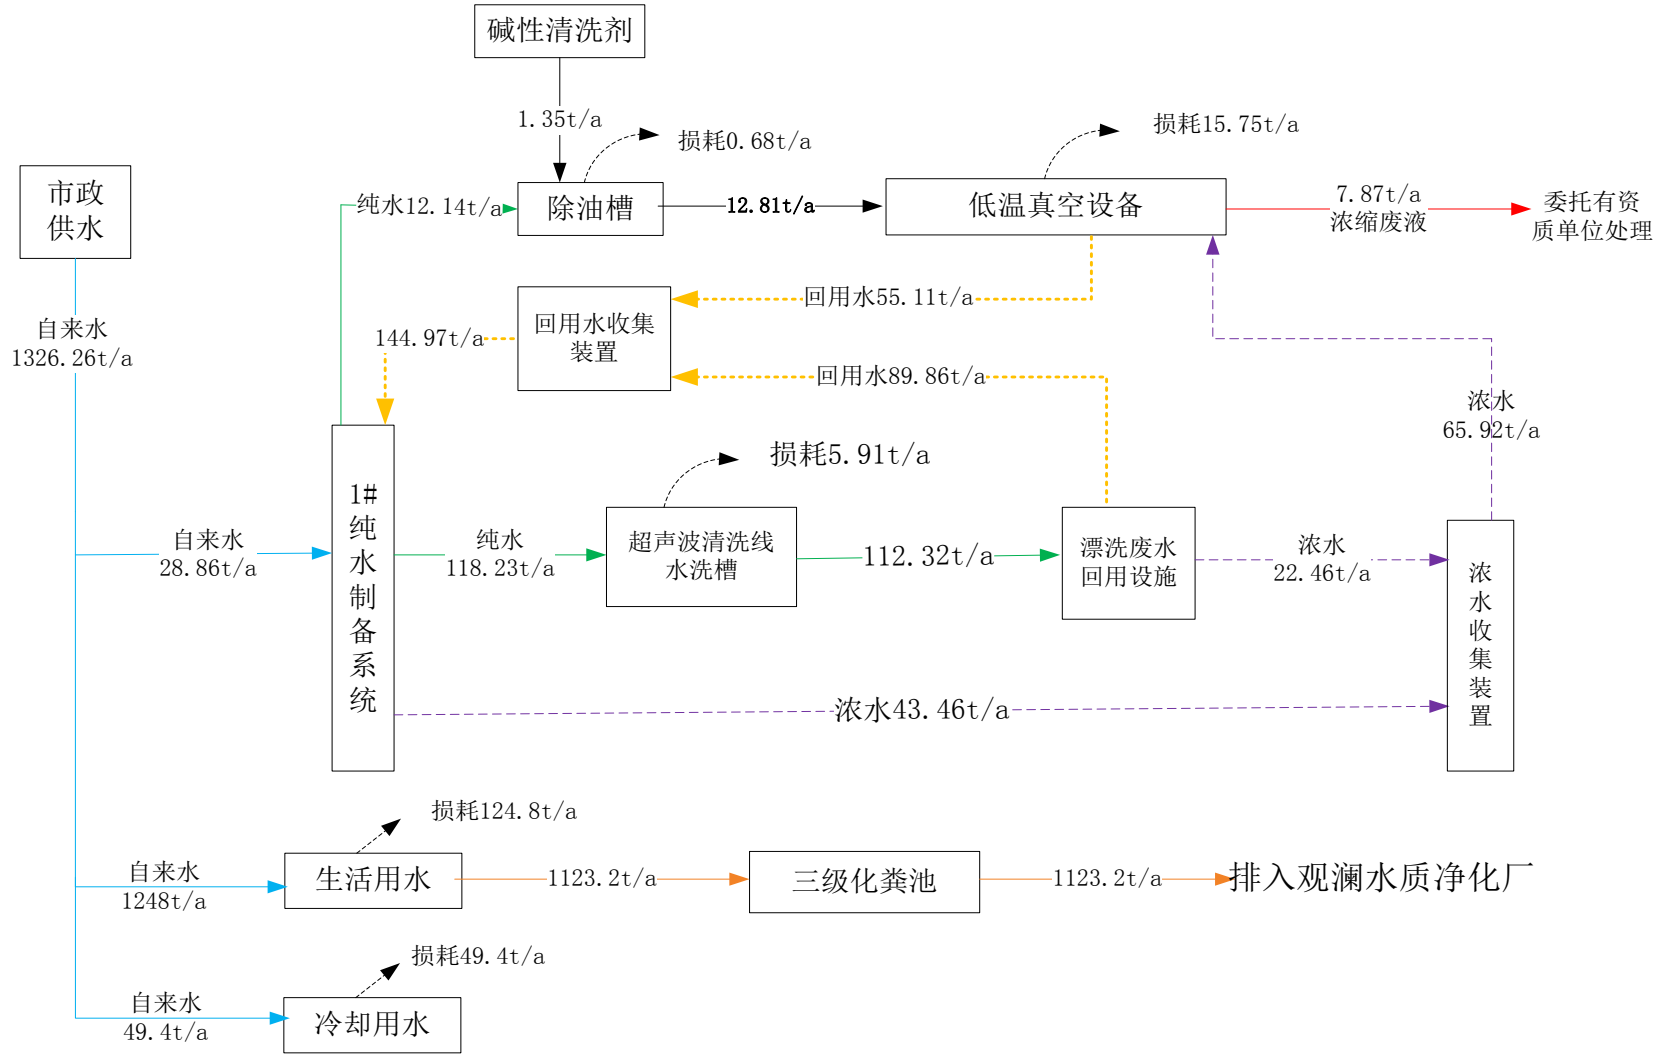 碱性清洗剂
1.35t/a
损耗0.68t/a
损耗15.75t/a
市政
供水
纯水12.14t/a
除油槽
12.81t/a
低温真空设备
7.87t/a
浓缩废液
委托有资
质单位处理
自来水
1326.26t/a
回用水55.11t/a
回用水收集
装置
144.97t/a
回用水89.86t/a
浓水
65.92t/a
损耗5.91t/a
1#
纯
水
制
备
系
统
自来水
28.86t/a
纯水
118.23t/a
超声波清洗线
水洗槽
112.32t/a
漂洗废水
回用设施
浓水
22.46t/a
浓
水
收
集
装
置
浓水43.46t/a
损耗124.8t/a
自来水
1248t/a
生活用水
1123.2t/a
三级化粪池
1123.2t/a
排入观澜水质净化厂
损耗49.4t/a
自来水
49.4t/a
冷却用水